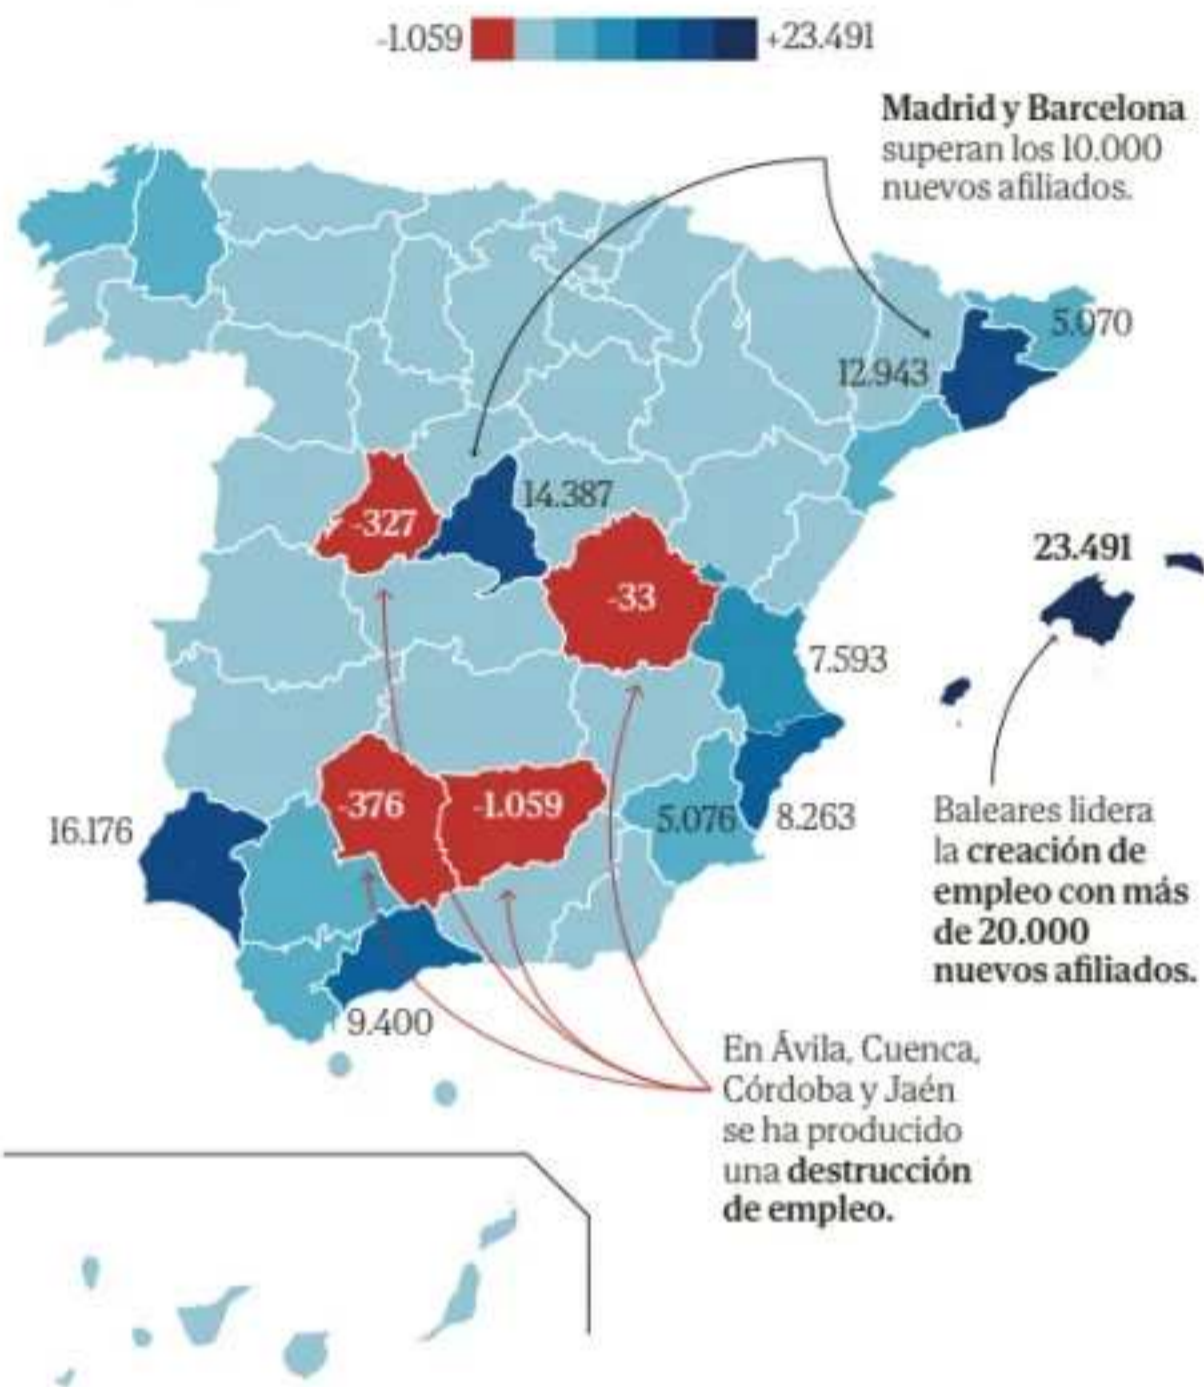 -1.059
+23.491
Madrid y Barcelona
superan los 10.000
nuevos afiliados.
5.070
12.943
14.387
-327
23.491
-33
7.593
-376
-1.059
16.176
5.076
8.263
Baleares lidera
la creación de
empleo con más
de 20.000
nuevos afiliados.
9.400
En Ávila, Cuenca,
Córdoba y Jaén
se ha producido
una destrucción
de empleo.